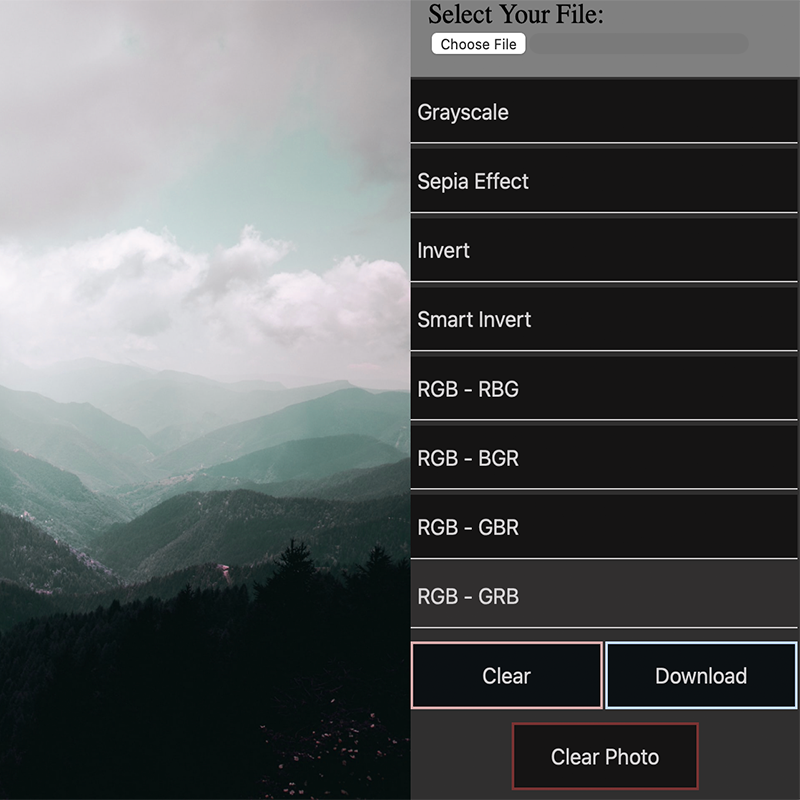 Select Your File:
Choose File
Grayscale
Sepia Effect
Invert
Smart Invert
RGB - RBG
RGB - BGR
RGB - GBR
RGB - GRB
Clear
Download
Clear Photo